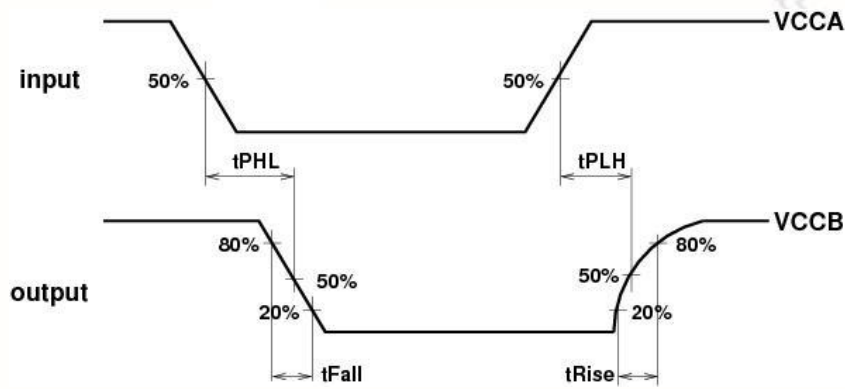 VCCA
input
50%
50%
tPHL
tPLH
VCCB
80%
80%
50%
50%
output
20%
20%
tFall
tRise